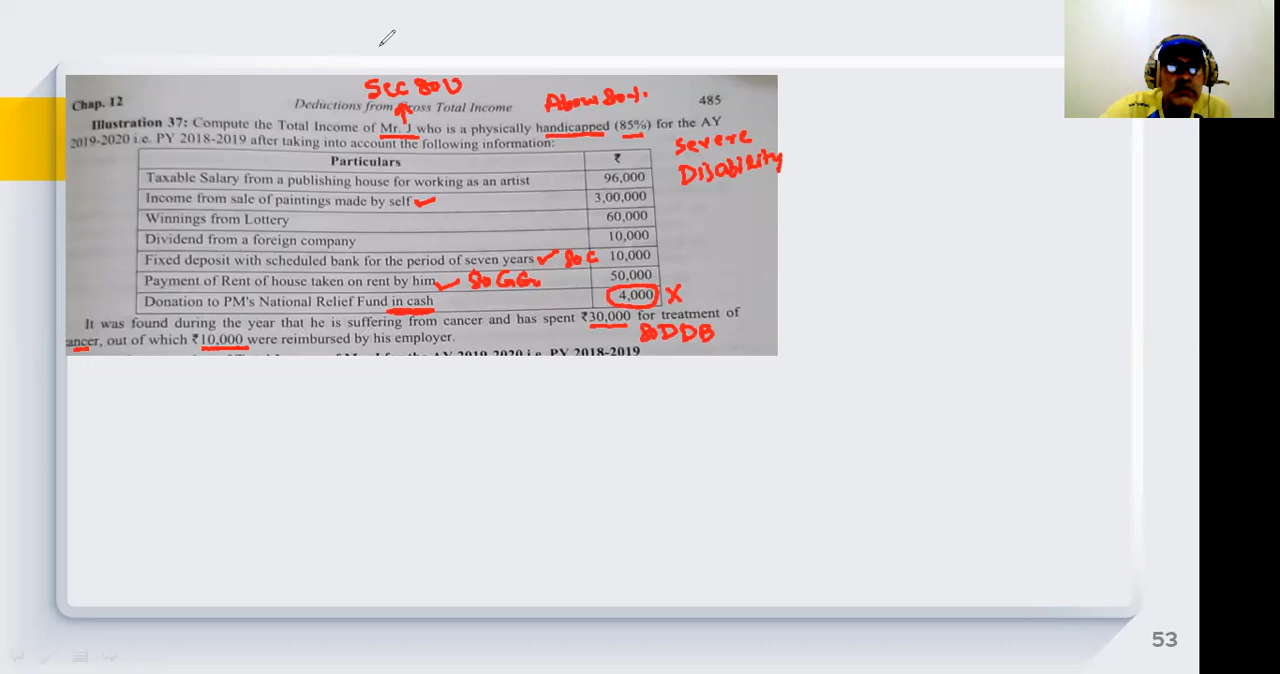 Sec 80U
Chap. 12 Deductions from Gross Total Income Above 80% 485
Illustration 37: Compute the Total Income of Mr. J who is a physically handicapped (85%) for the AY
2019-2020 i.e. PY 2018-2019 after taking into account the following information:
Severe
Disability
Particulars ₹
Taxable Salary from a publishing house for working as an artist 96,000
Income from sale of paintings made by self 3,00,000
Winnings from Lottery 60,000
Dividend from a foreign company 10,000
Fixed deposit with scheduled bank for the period of seven years 80C 10,000
Payment of Rent of house taken on rent by him 80GG 50,000
Donation to PM's National Relief Fund in cash 4,000 X
It was found during the year that he is suffering from cancer and has spent ₹30,000 for treatment of
ancer, out of which ₹10,000 were reimbursed by his employer. 80DDB
AY 2019-2020 i.e. PY 2018-2019
53